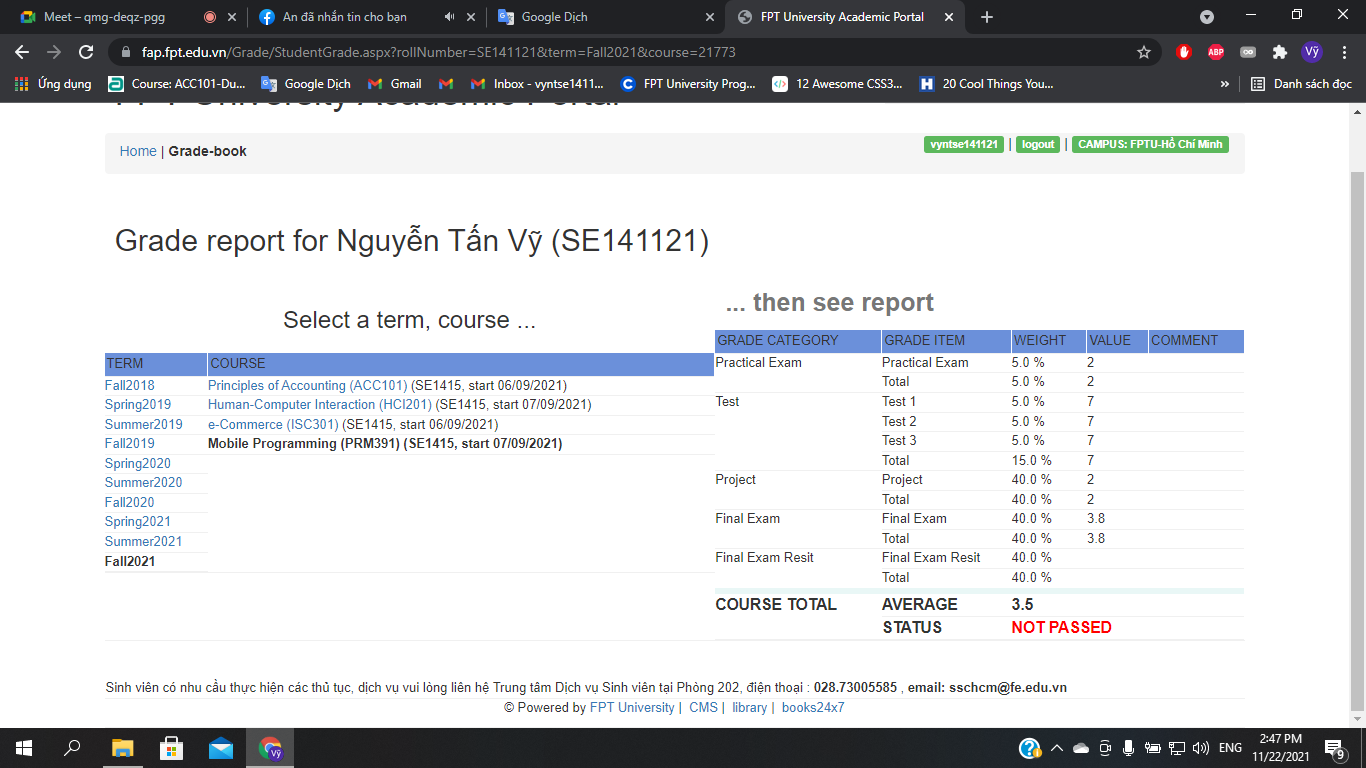 Meet – qmg-deqz-pgg
An đã nhắn tin cho bạn
Google Dịch
FPT University Academic Portal
fap.fpt.edu.vn/Grade/StudentGrade.aspx?rollNumber=SE141121&term=Fall2021&course=21773
ABP
Vỹ
Ứng dụng
Course: ACC101-Du...
Google Dịch
Gmail
Inbox - vyntse1411...
FPT University Prog...
12 Awesome CSS3...
20 Cool Things You...
»
Danh sách đọc
FPT University Academic Portal
Home | Grade-book
vyntse141121 | logout | CAMPUS: FPTU-Hồ Chí Minh
Grade report for Nguyễn Tấn Vỹ (SE141121)
Select a term, course ...
TERM COURSE
Fall2018 Principles of Accounting (ACC101) (SE1415, start 06/09/2021)
Spring2019 Human-Computer Interaction (HCI201) (SE1415, start 07/09/2021)
Summer2019 e-Commerce (ISC301) (SE1415, start 06/09/2021)
Fall2019 Mobile Programming (PRM391) (SE1415, start 07/09/2021)
Spring2020
Summer2020
Fall2020
Spring2021
Summer2021
Fall2021
... then see report
GRADE CATEGORY GRADE ITEM WEIGHT VALUE COMMENT
Practical Exam Practical Exam 5.0 % 2
Total 5.0 % 2
Test Test 1 5.0 % 7
Test 2 5.0 % 7
Test 3 5.0 % 7
Total 15.0 % 7
Project Project 40.0 % 2
Total 40.0 % 2
Final Exam Final Exam 40.0 % 3.8
Total 40.0 % 3.8
Final Exam Resit Final Exam Resit 40.0 %
Total 40.0 %
COURSE TOTAL AVERAGE 3.5
STATUS NOT PASSED
Sinh viên có nhu cầu thực hiện các thủ tục, dịch vụ vui lòng liên hệ Trung tâm Dịch vụ Sinh viên tại Phòng 202, điện thoại : 028.73005585 , email: sschcm@fe.edu.vn
© Powered by FPT University | CMS | library | books24x7
Vỹ
ENG
2:47 PM
11/22/2021
9